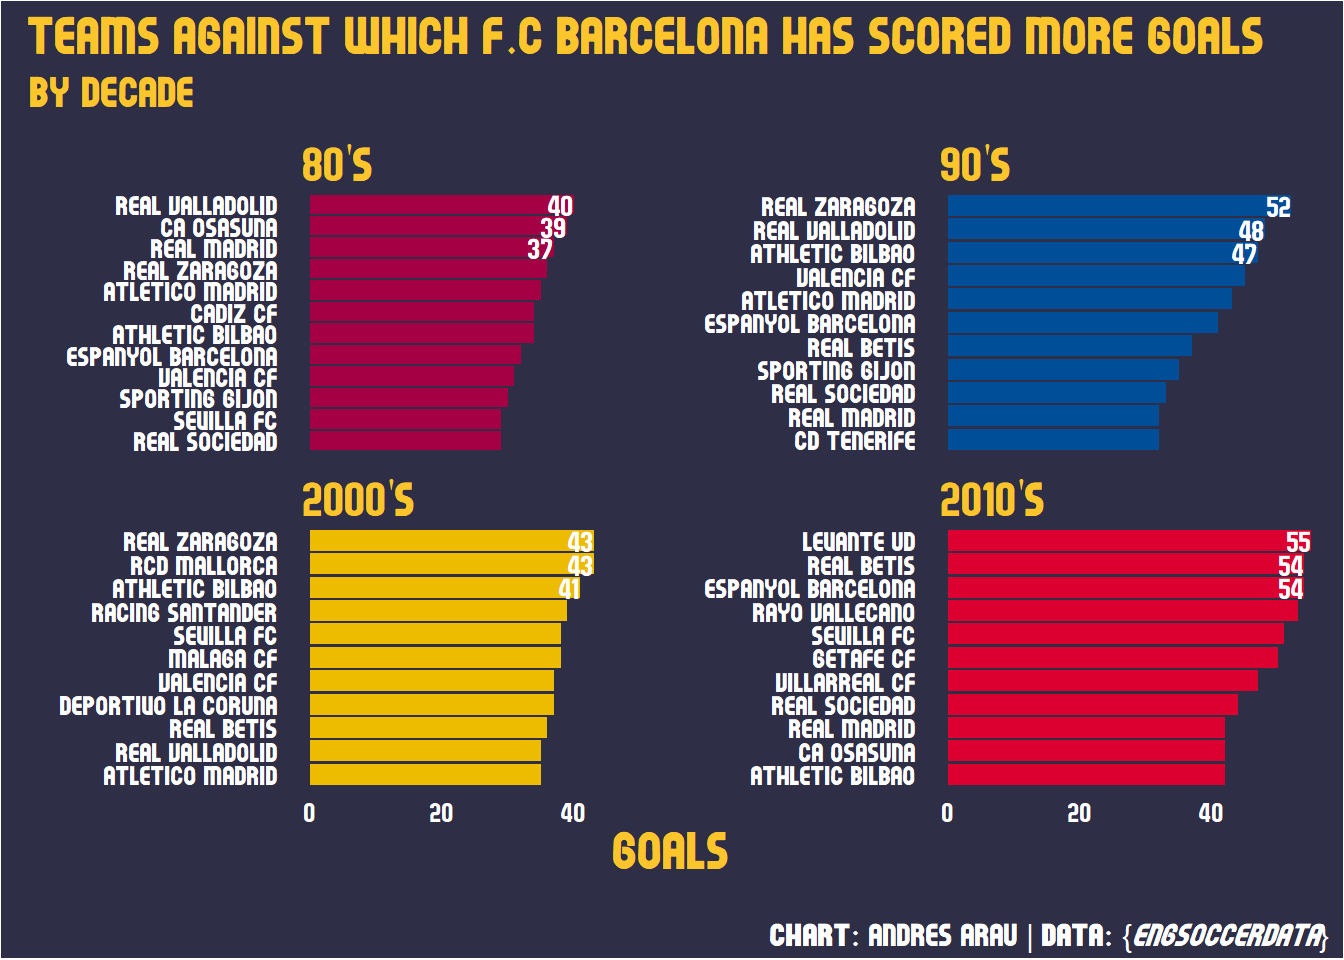 TEAMS AGAINST WHICH F.C BARCELONA HAS SCORED MORE GOALS
BY DECADE
80'S
REAL VALLADOLID 40
CA OSASUNA 39
REAL MADRID 37
REAL ZARAGOZA
ATLETICO MADRID
CADIZ CF
ATHLETIC BILBAO
ESPANYOL BARCELONA
VALENCIA CF
SPORTING GIJON
SEVILLA FC
REAL SOCIEDAD
90'S
REAL ZARAGOZA 52
REAL VALLADOLID 48
ATHLETIC BILBAO 47
VALENCIA CF
ATLETICO MADRID
ESPANYOL BARCELONA
REAL BETIS
SPORTING GIJON
REAL SOCIEDAD
REAL MADRID
CD TENERIFE
2000'S
REAL ZARAGOZA 43
RCD MALLORCA 43
ATHLETIC BILBAO 41
RACING SANTANDER
SEVILLA FC
MALAGA CF
VALENCIA CF
DEPORTIVO LA CORUNA
REAL BETIS
REAL VALLADOLID
ATLETICO MADRID
0 20 40
2010'S
LEVANTE UD 55
REAL BETIS 54
ESPANYOL BARCELONA 54
RAYO VALLECANO
SEVILLA FC
GETAFE CF
VILLARREAL CF
REAL SOCIEDAD
REAL MADRID
CA OSASUNA
ATHLETIC BILBAO
0 20 40
GOALS
CHART: ANDRES ARAU | DATA: {ENGSOCCERDATA}